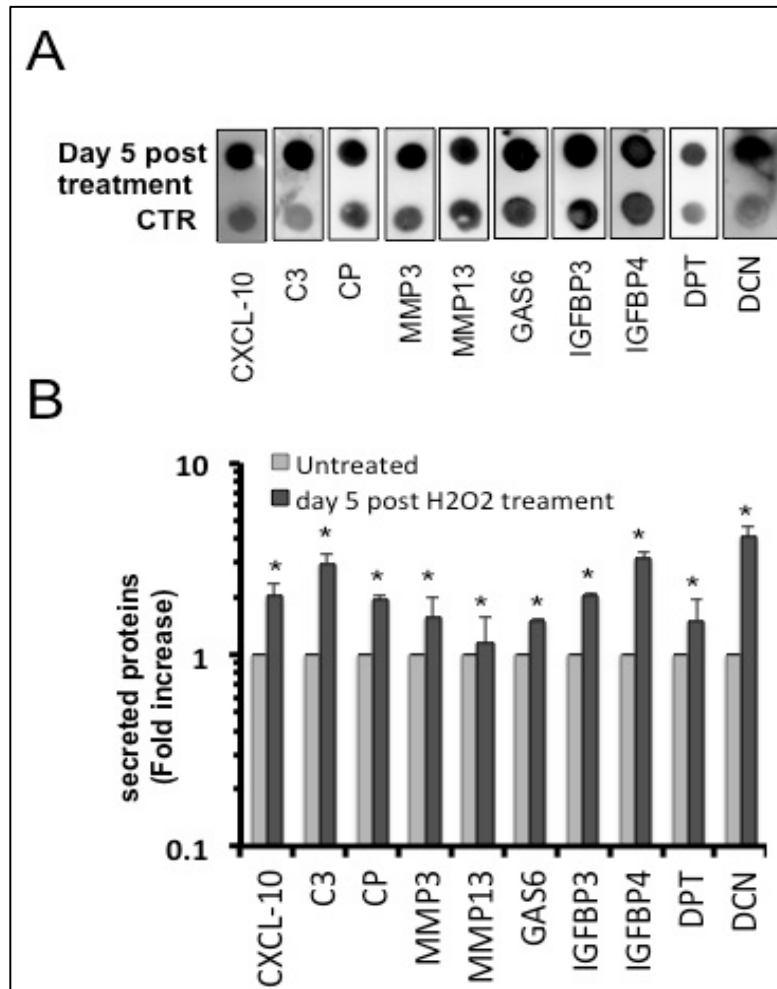 A
Day 5 post
treatment
CTR
CXCL-10
C3
CP
MMP3
MMP13
GAS6
IGFBP3
IGFBP4
DPT
DCN
B
10
1
0.1
secreted proteins
(Fold increase)
Untreated
day 5 post H2O2 treament
*
*
*
*
*
*
*
*
*
*
CXCL-10
C3
CP
MMP3
MMP13
GAS6
IGFBP3
IGFBP4
DPT
DCN